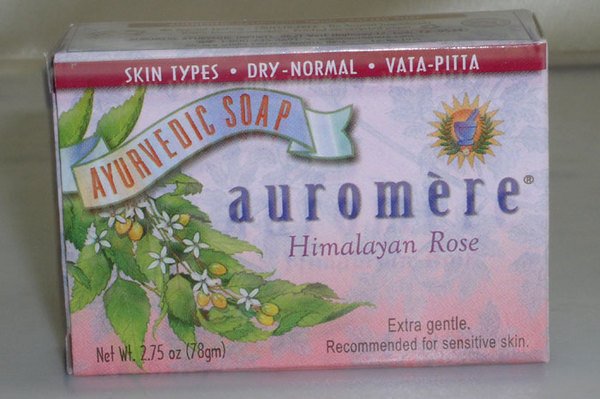 SKIN TYPES • DRY-NORMAL • VATA-PITTA
AYURVEDIC SOAP
auromère®
Himalayan Rose
Extra gentle.
Recommended for sensitive skin.
Net Wt. 2.75 oz (78gm)